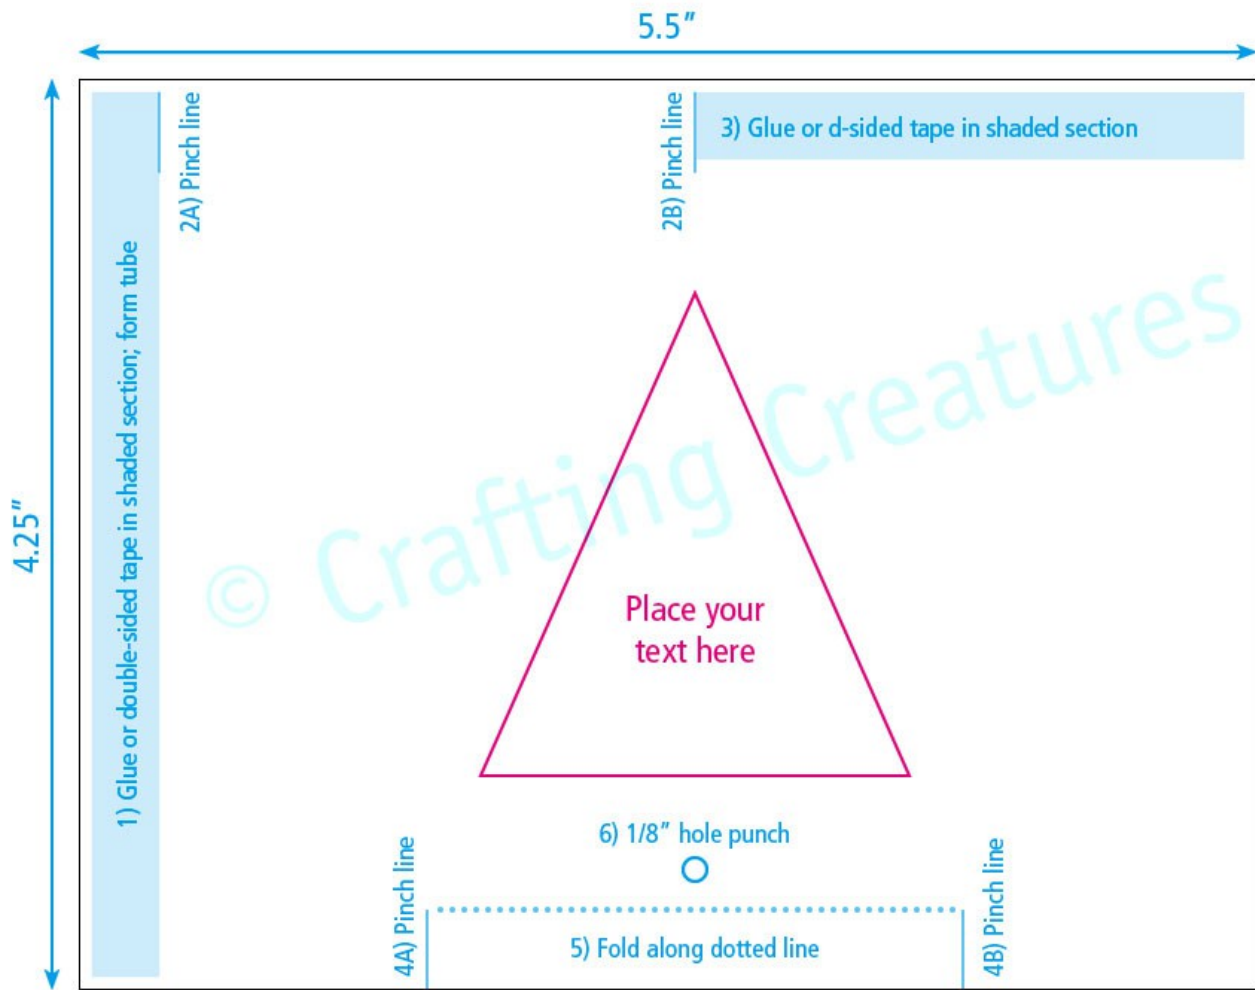 5.5”
4.25”
1) Glue or double-sided tape in shaded section; form tube
2A) Pinch line
2B) Pinch line
3) Glue or d-sided tape in shaded section
© Crafting Creatures
Place your
text here
6) 1/8” hole punch
4A) Pinch line
5) Fold along dotted line
4B) Pinch line